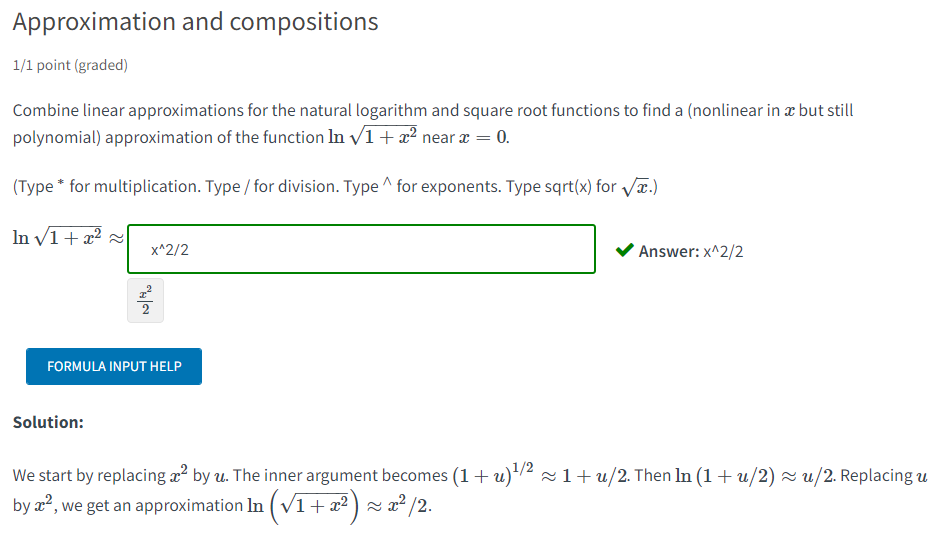 Approximation and compositions
1/1 point (graded)
Combine linear approximations for the natural logarithm and square root functions to find a (nonlinear in x but still
polynomial) approximation of the function ln √(1 + x²) near x = 0.
(Type * for multiplication. Type / for division. Type ^ for exponents. Type sqrt(x) for √x.)
ln √(1 + x²) ≈ x^2/2 ✔ Answer: x^2/2
x²/2
FORMULA INPUT HELP
Solution:
We start by replacing x² by u. The inner argument becomes (1 + u)^1/2 ≈ 1 + u/2. Then ln (1 + u/2) ≈ u/2. Replacing u
by x², we get an approximation ln (√(1 + x²)) ≈ x²/2.